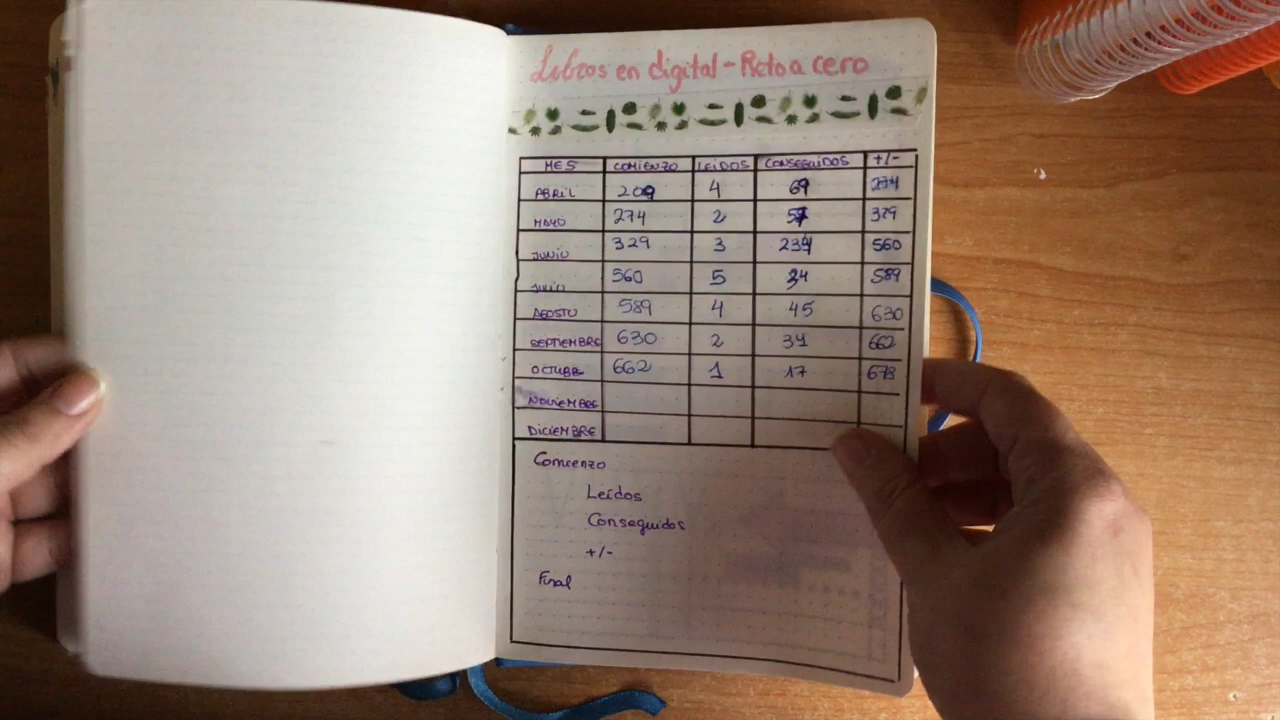 Libros en digital - Reto a cero
MES COMIENZO LEÍDOS CONSEGUIDOS +/-
ABRIL 209 4 69 274
MAYO 274 2 57 329
JUNIO 329 3 234 560
JULIO 560 5 34 589
AGOSTO 589 4 45 630
SEPTIEMBRE 630 2 34 662
OCTUBR 662 1 17 678
NOVIEMBRE
DICIEMBRE
Comienzo
Leídos
Conseguidos
+/-
Final